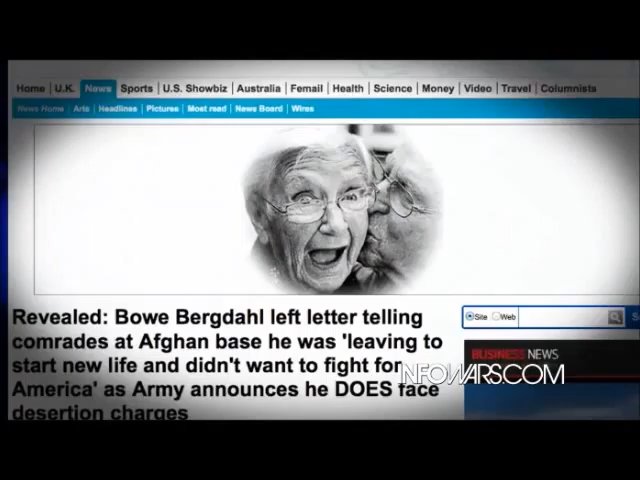 Home U.K. News Sports U.S. Showbiz Australia Femail Health Science Money Video Travel Columnists
News Home Arts Headlines Pictures Most read News Board Wires
Revealed: Bowe Bergdahl left letter telling
comrades at Afghan base he was 'leaving to
start new life and didn't want to fight for
America' as Army announces he DOES face
desertion charges
Site Web
BUSINESS NEWS
INFOWARS.COM